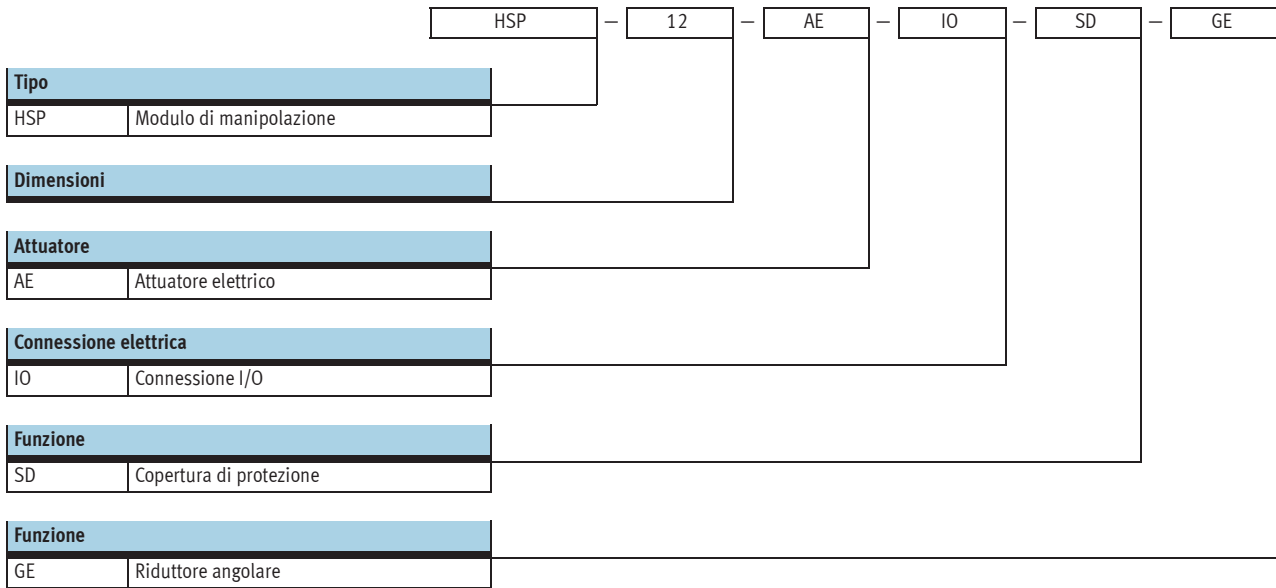 HSP — 12 — AE — IO — SD — GE
Tipo
HSP Modulo di manipolazione
Dimensioni
Attuatore
AE Attuatore elettrico
Connessione elettrica
IO Connessione I/O
Funzione
SD Copertura di protezione
Funzione
GE Riduttore angolare